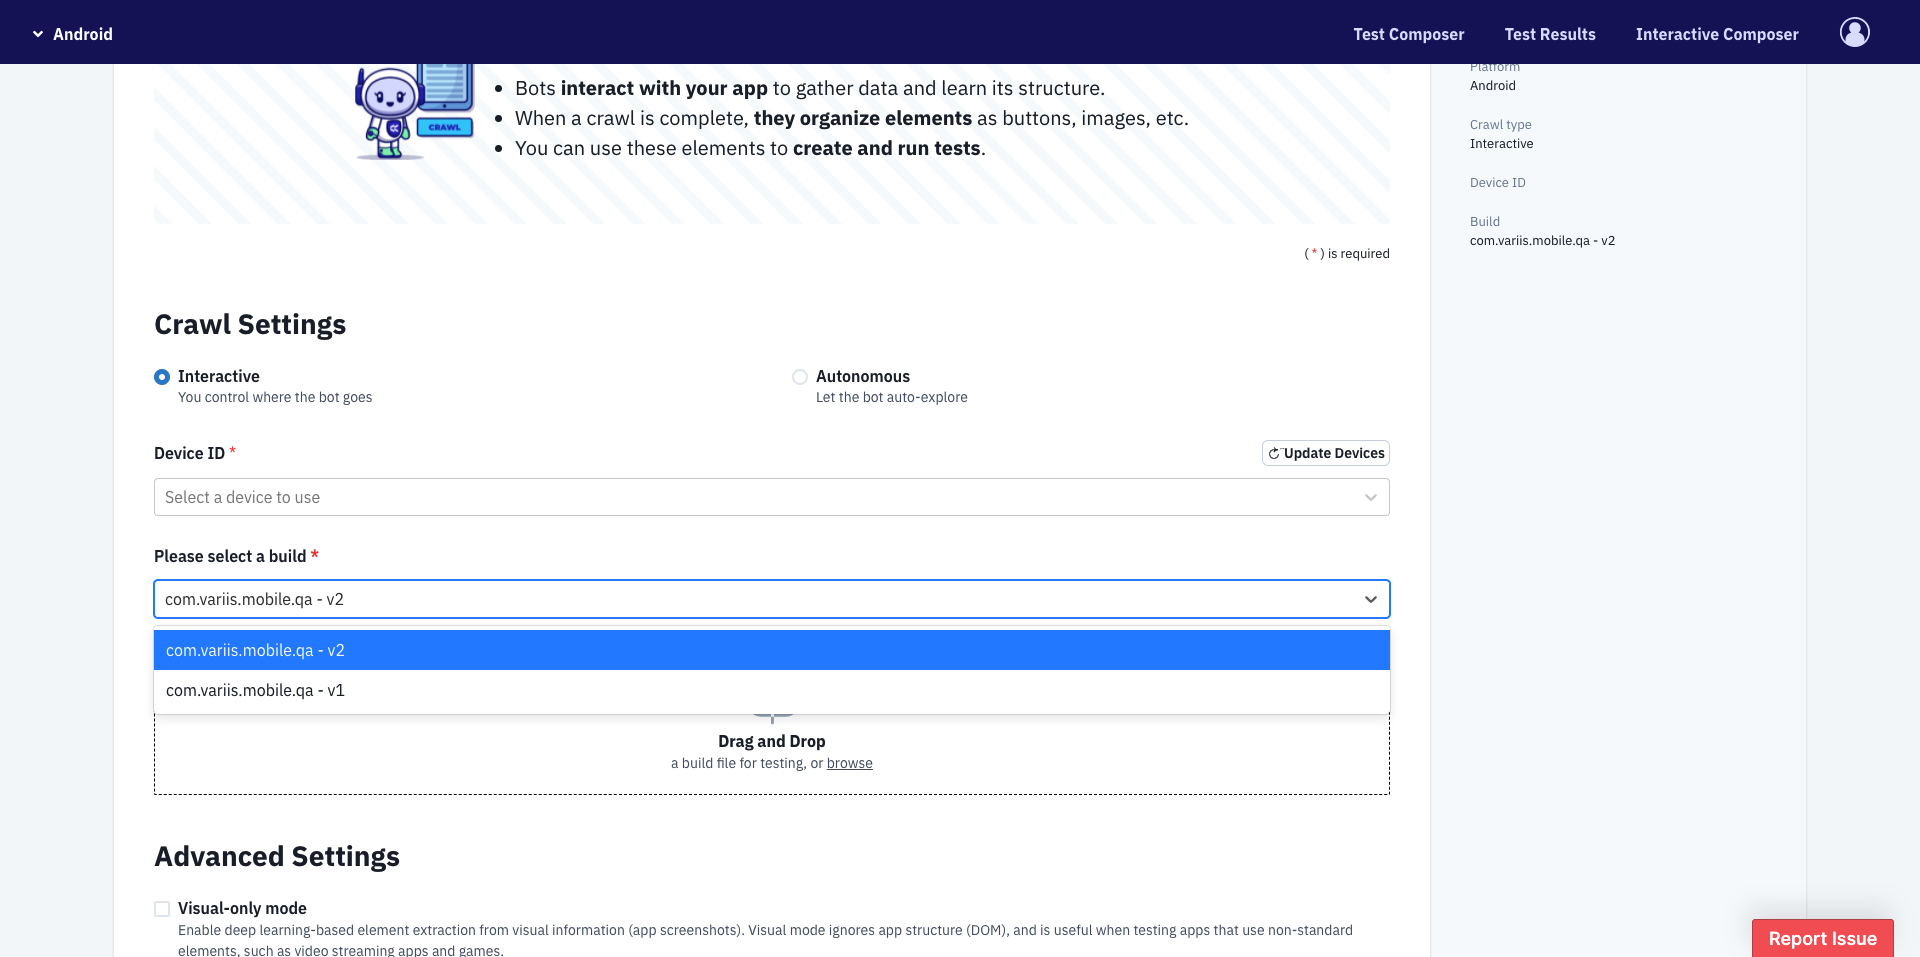 Android
Test Composer
Test Results
Interactive Composer
CRAWL
Bots interact with your app to gather data and learn its structure.
When a crawl is complete, they organize elements as buttons, images, etc.
You can use these elements to create and run tests.
Platform
Android
Crawl type
Interactive
Device ID
Build
com.variis.mobile.qa - v2
( * ) is required
Crawl Settings
Interactive
You control where the bot goes
Autonomous
Let the bot auto-explore
Device ID *
Update Devices
Select a device to use
Please select a build *
com.variis.mobile.qa - v2
com.variis.mobile.qa - v2
com.variis.mobile.qa - v1
Drag and Drop
a build file for testing, or browse
Advanced Settings
Visual-only mode
Enable deep learning-based element extraction from visual information (app screenshots). Visual mode ignores app structure (DOM), and is useful when testing apps that use non-standard
elements, such as video streaming apps and games.
Report Issue